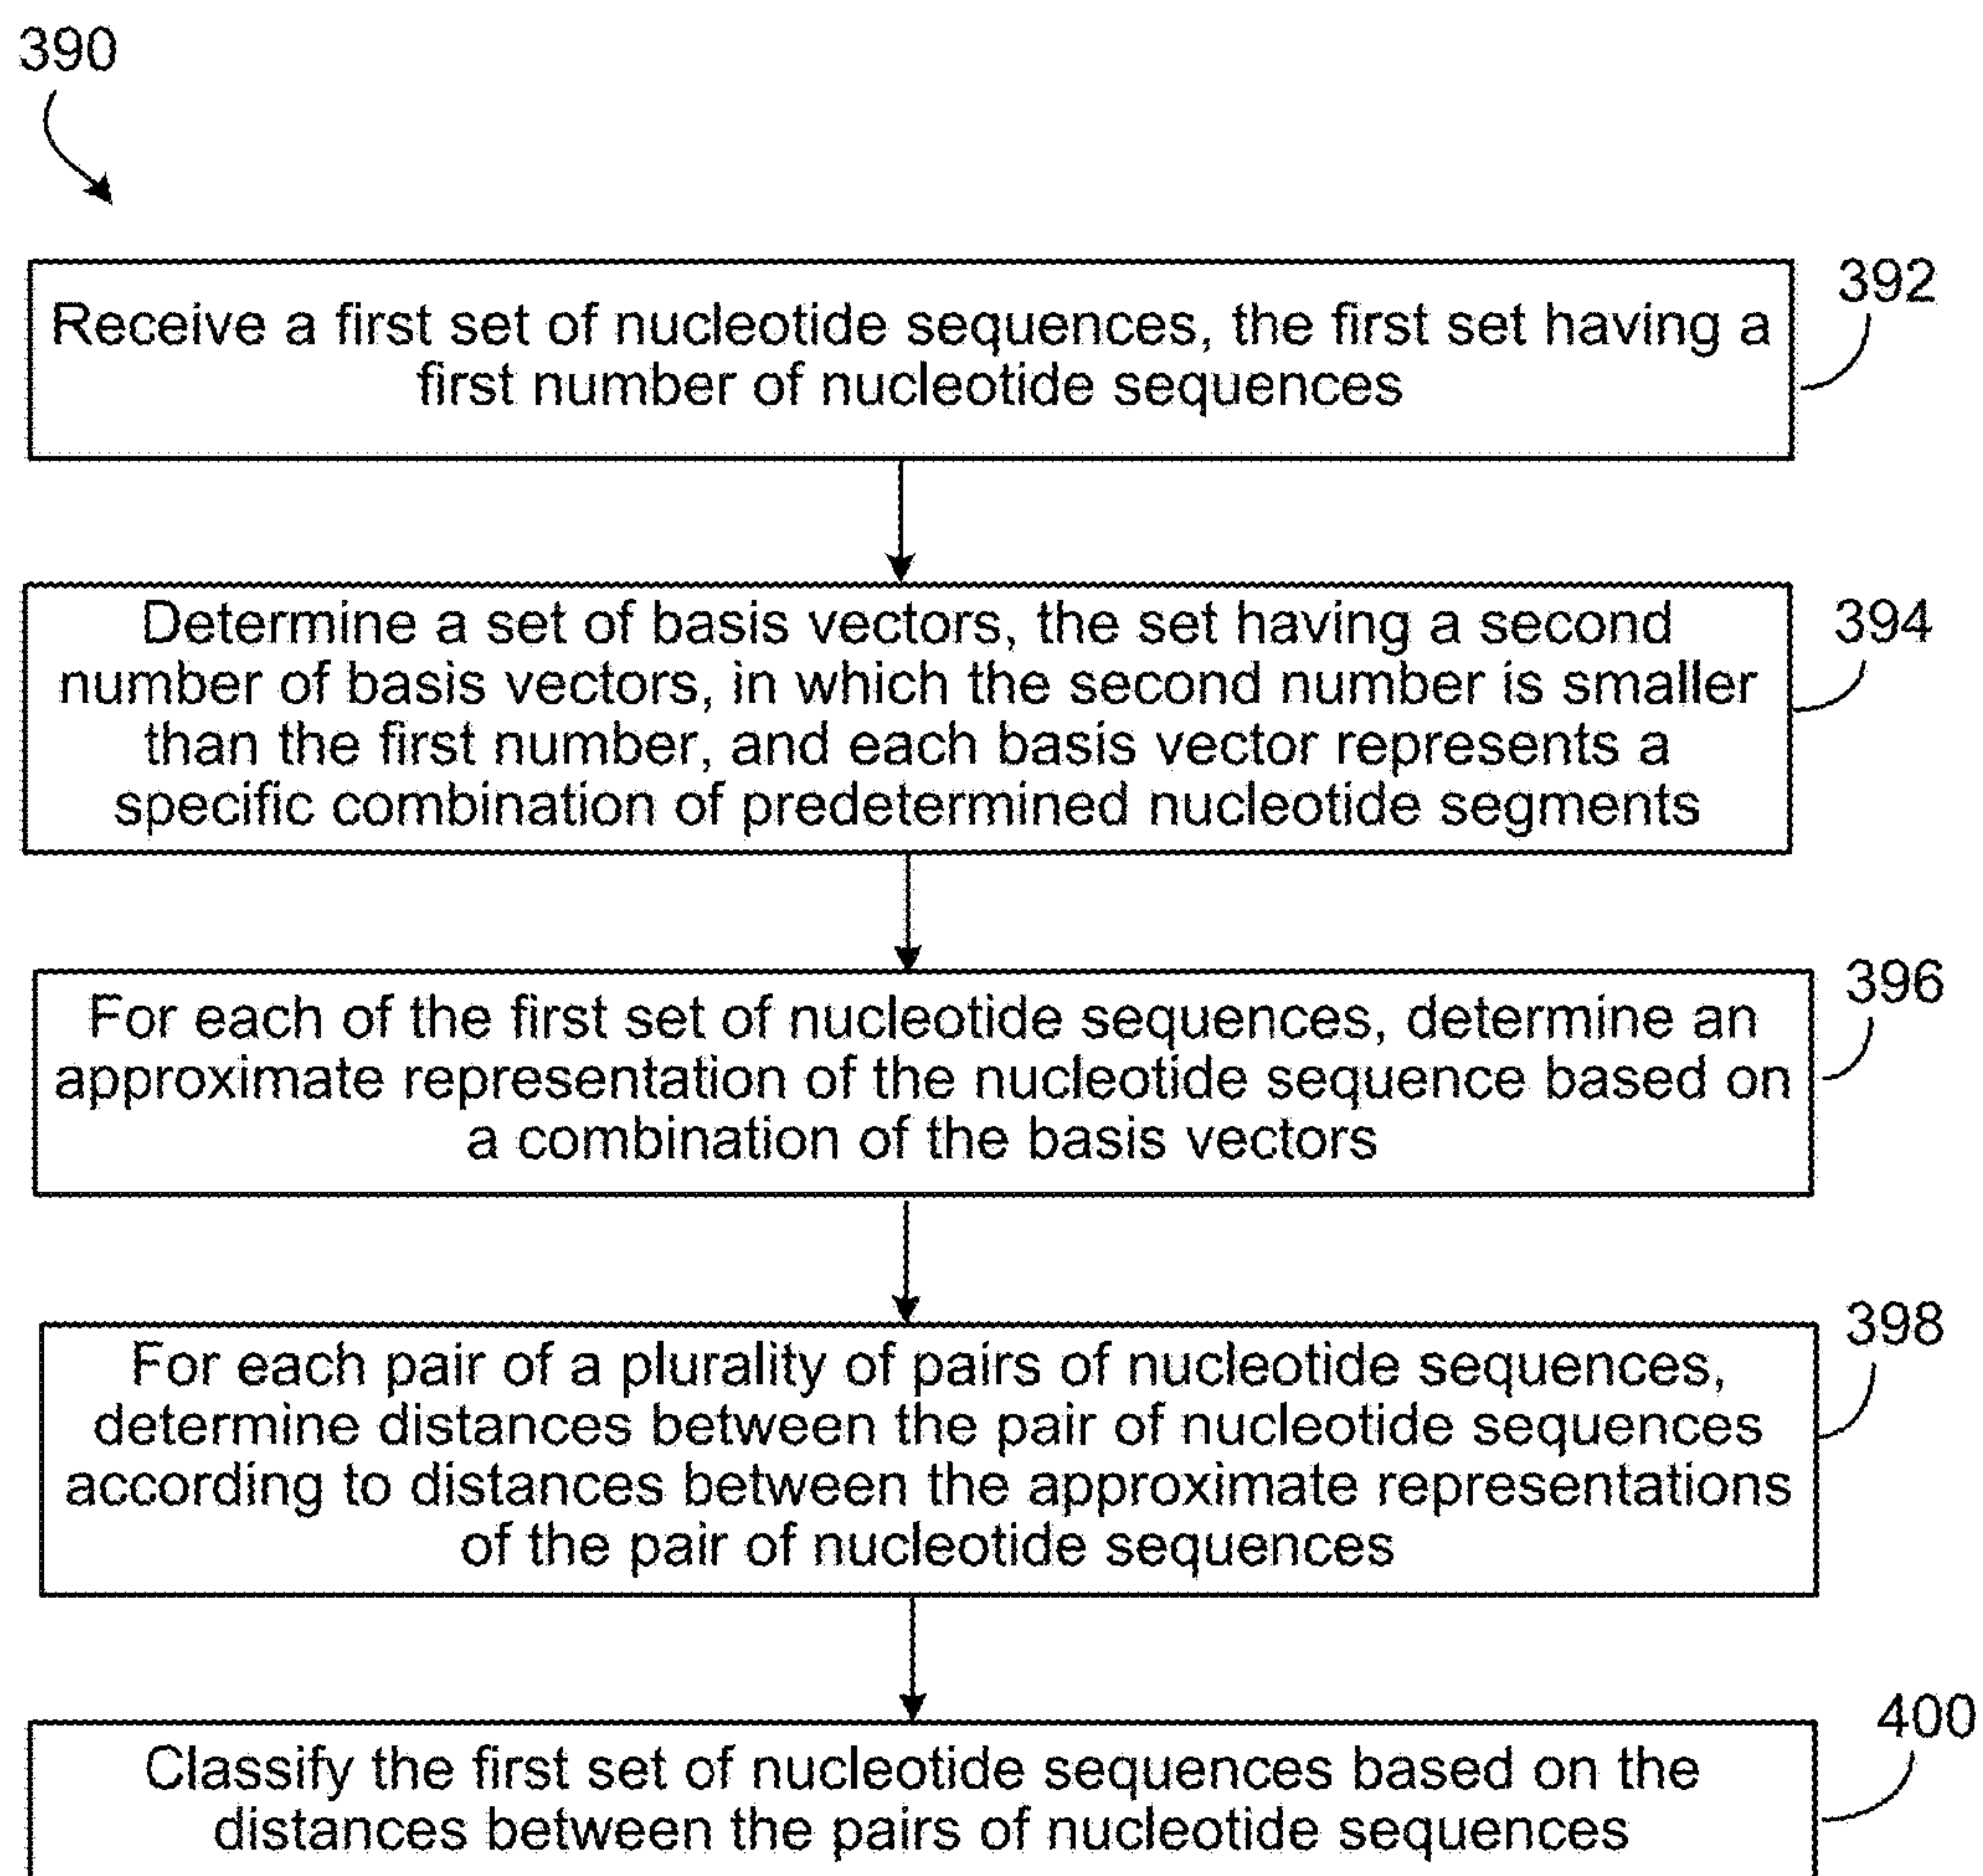 390
392
Receive a first set of nucleotide sequences, the first set having a
first number of nucleotide sequences
394
Determine a set of basis vectors, the set having a second
number of basis vectors, in which the second number is smaller
than the first number, and each basis vector represents a
specific combination of predetermined nucleotide segments
396
For each of the first set of nucleotide sequences, determine an
approximate representation of the nucleotide sequence based on
a combination of the basis vectors
398
For each pair of a plurality of pairs of nucleotide sequences,
determine distances between the pair of nucleotide sequences
according to distances between the approximate representations
of the pair of nucleotide sequences
400
Classify the first set of nucleotide sequences based on the
distances between the pairs of nucleotide sequences